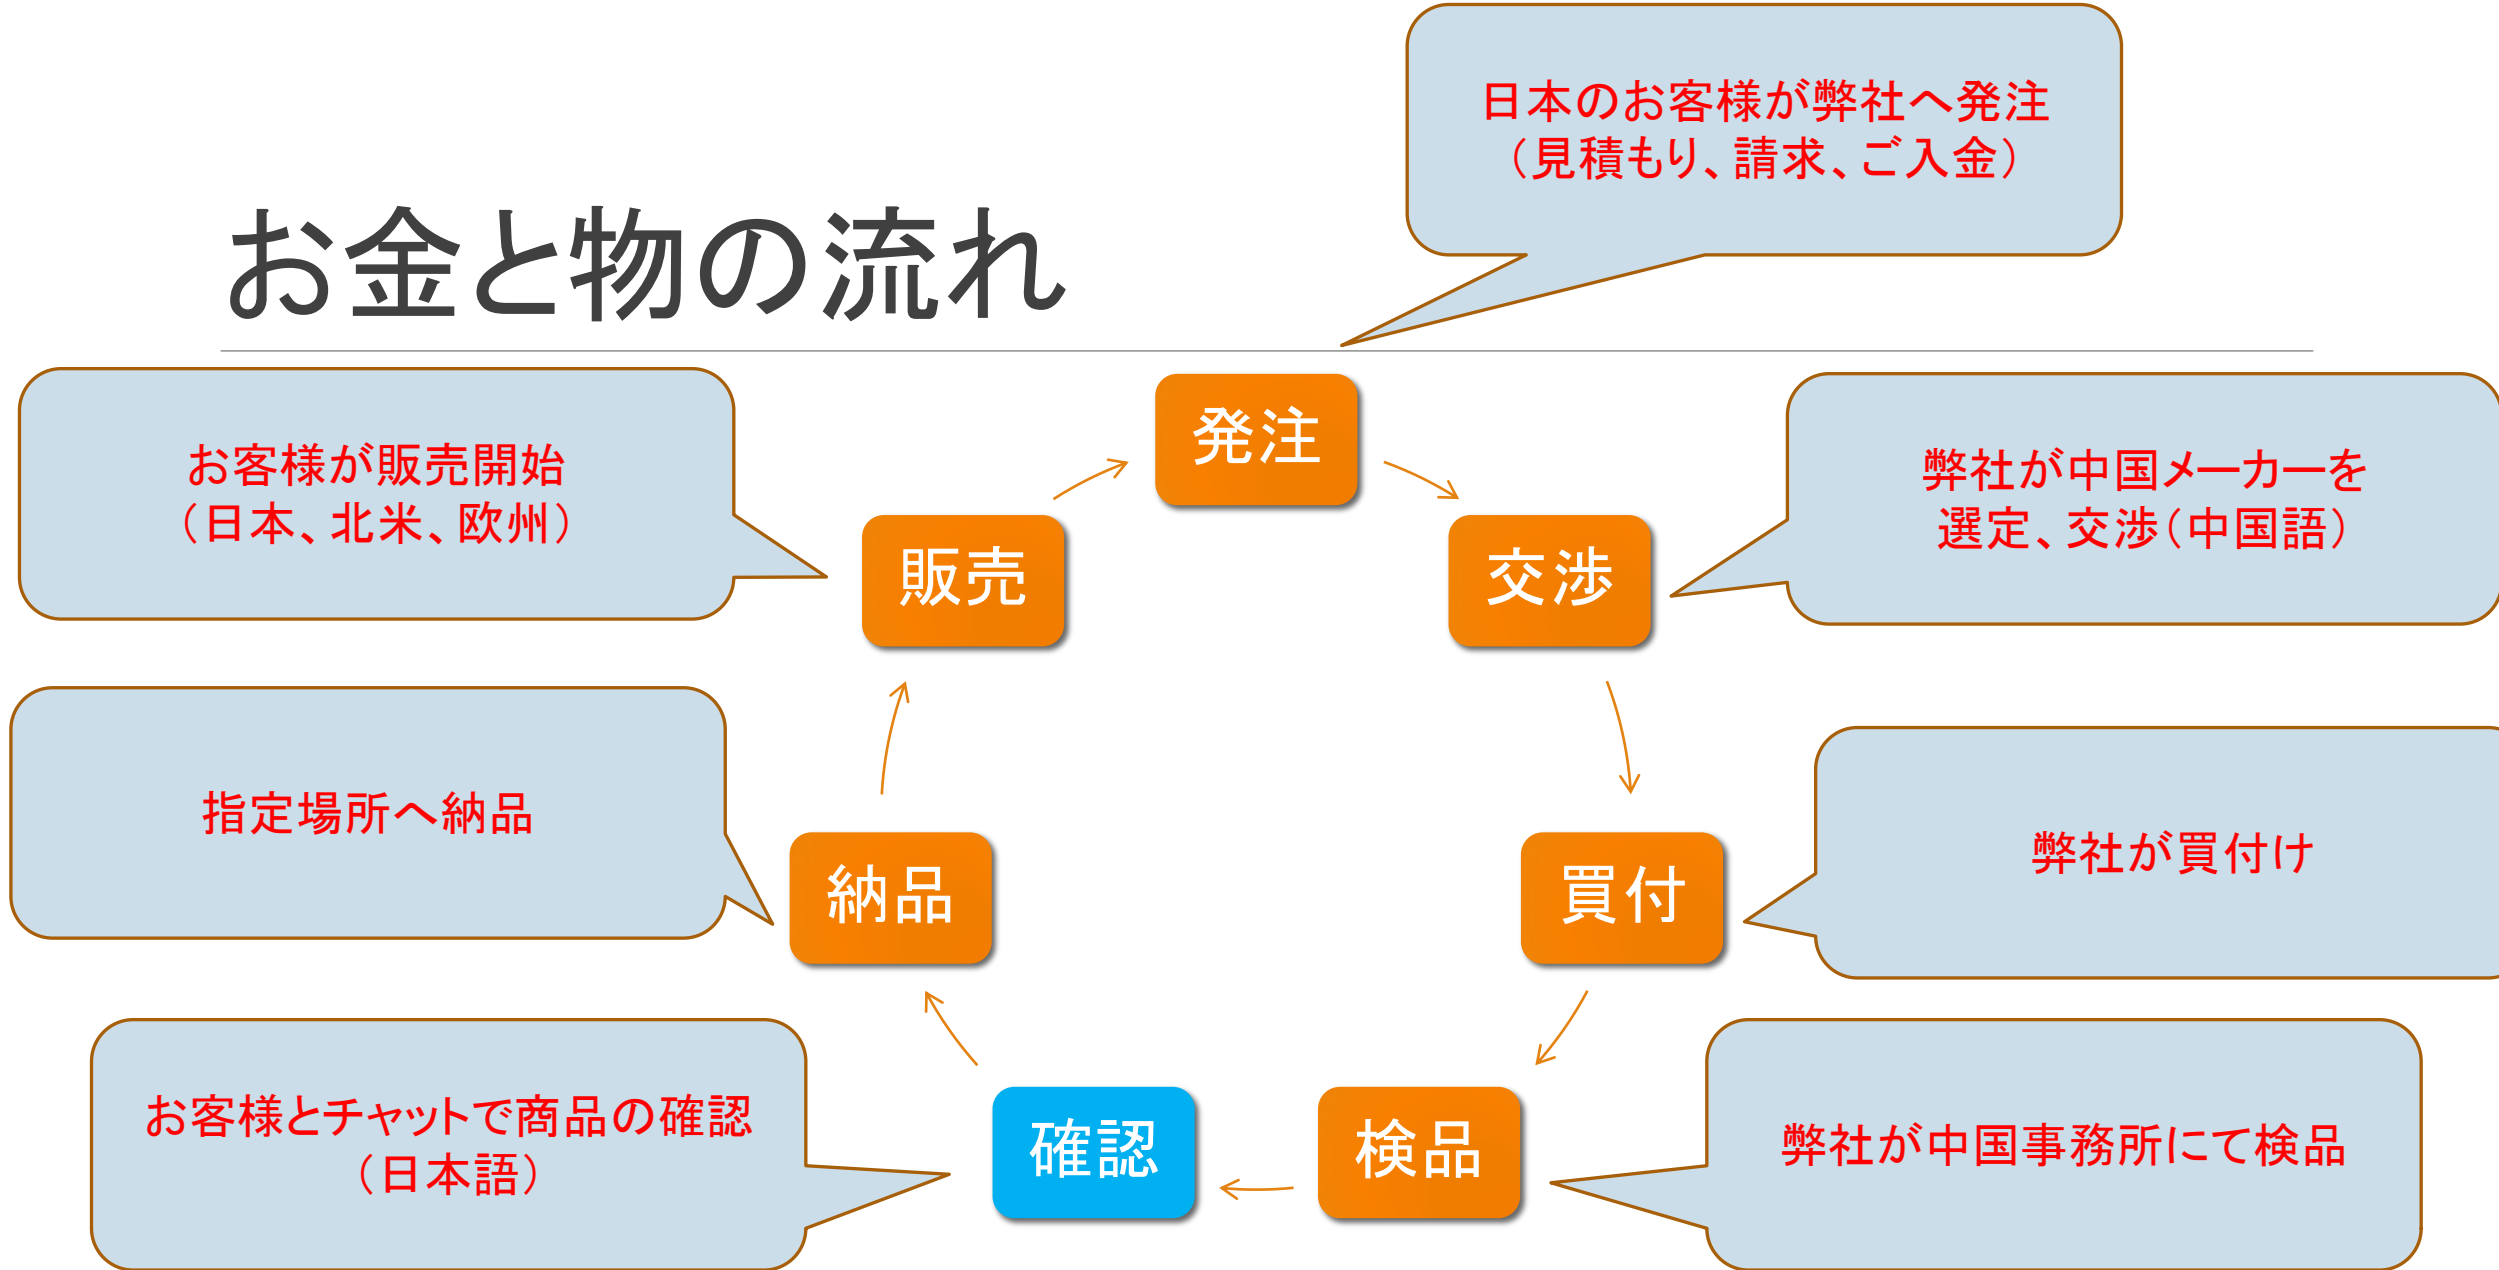 お金と物の流れ
日本のお客様が弊社へ発注
（見積もり、請求、ご入金）
発注
弊社が中国メーカーを
選定、交渉（中国語）
交渉
弊社が買付け
買付
弊社が中国事務所にて検品
検品
お客様とチャットで商品の確認
（日本語）
確認
指定場所へ納品
納品
お客様が販売開始
（日本、北米、欧州）
販売